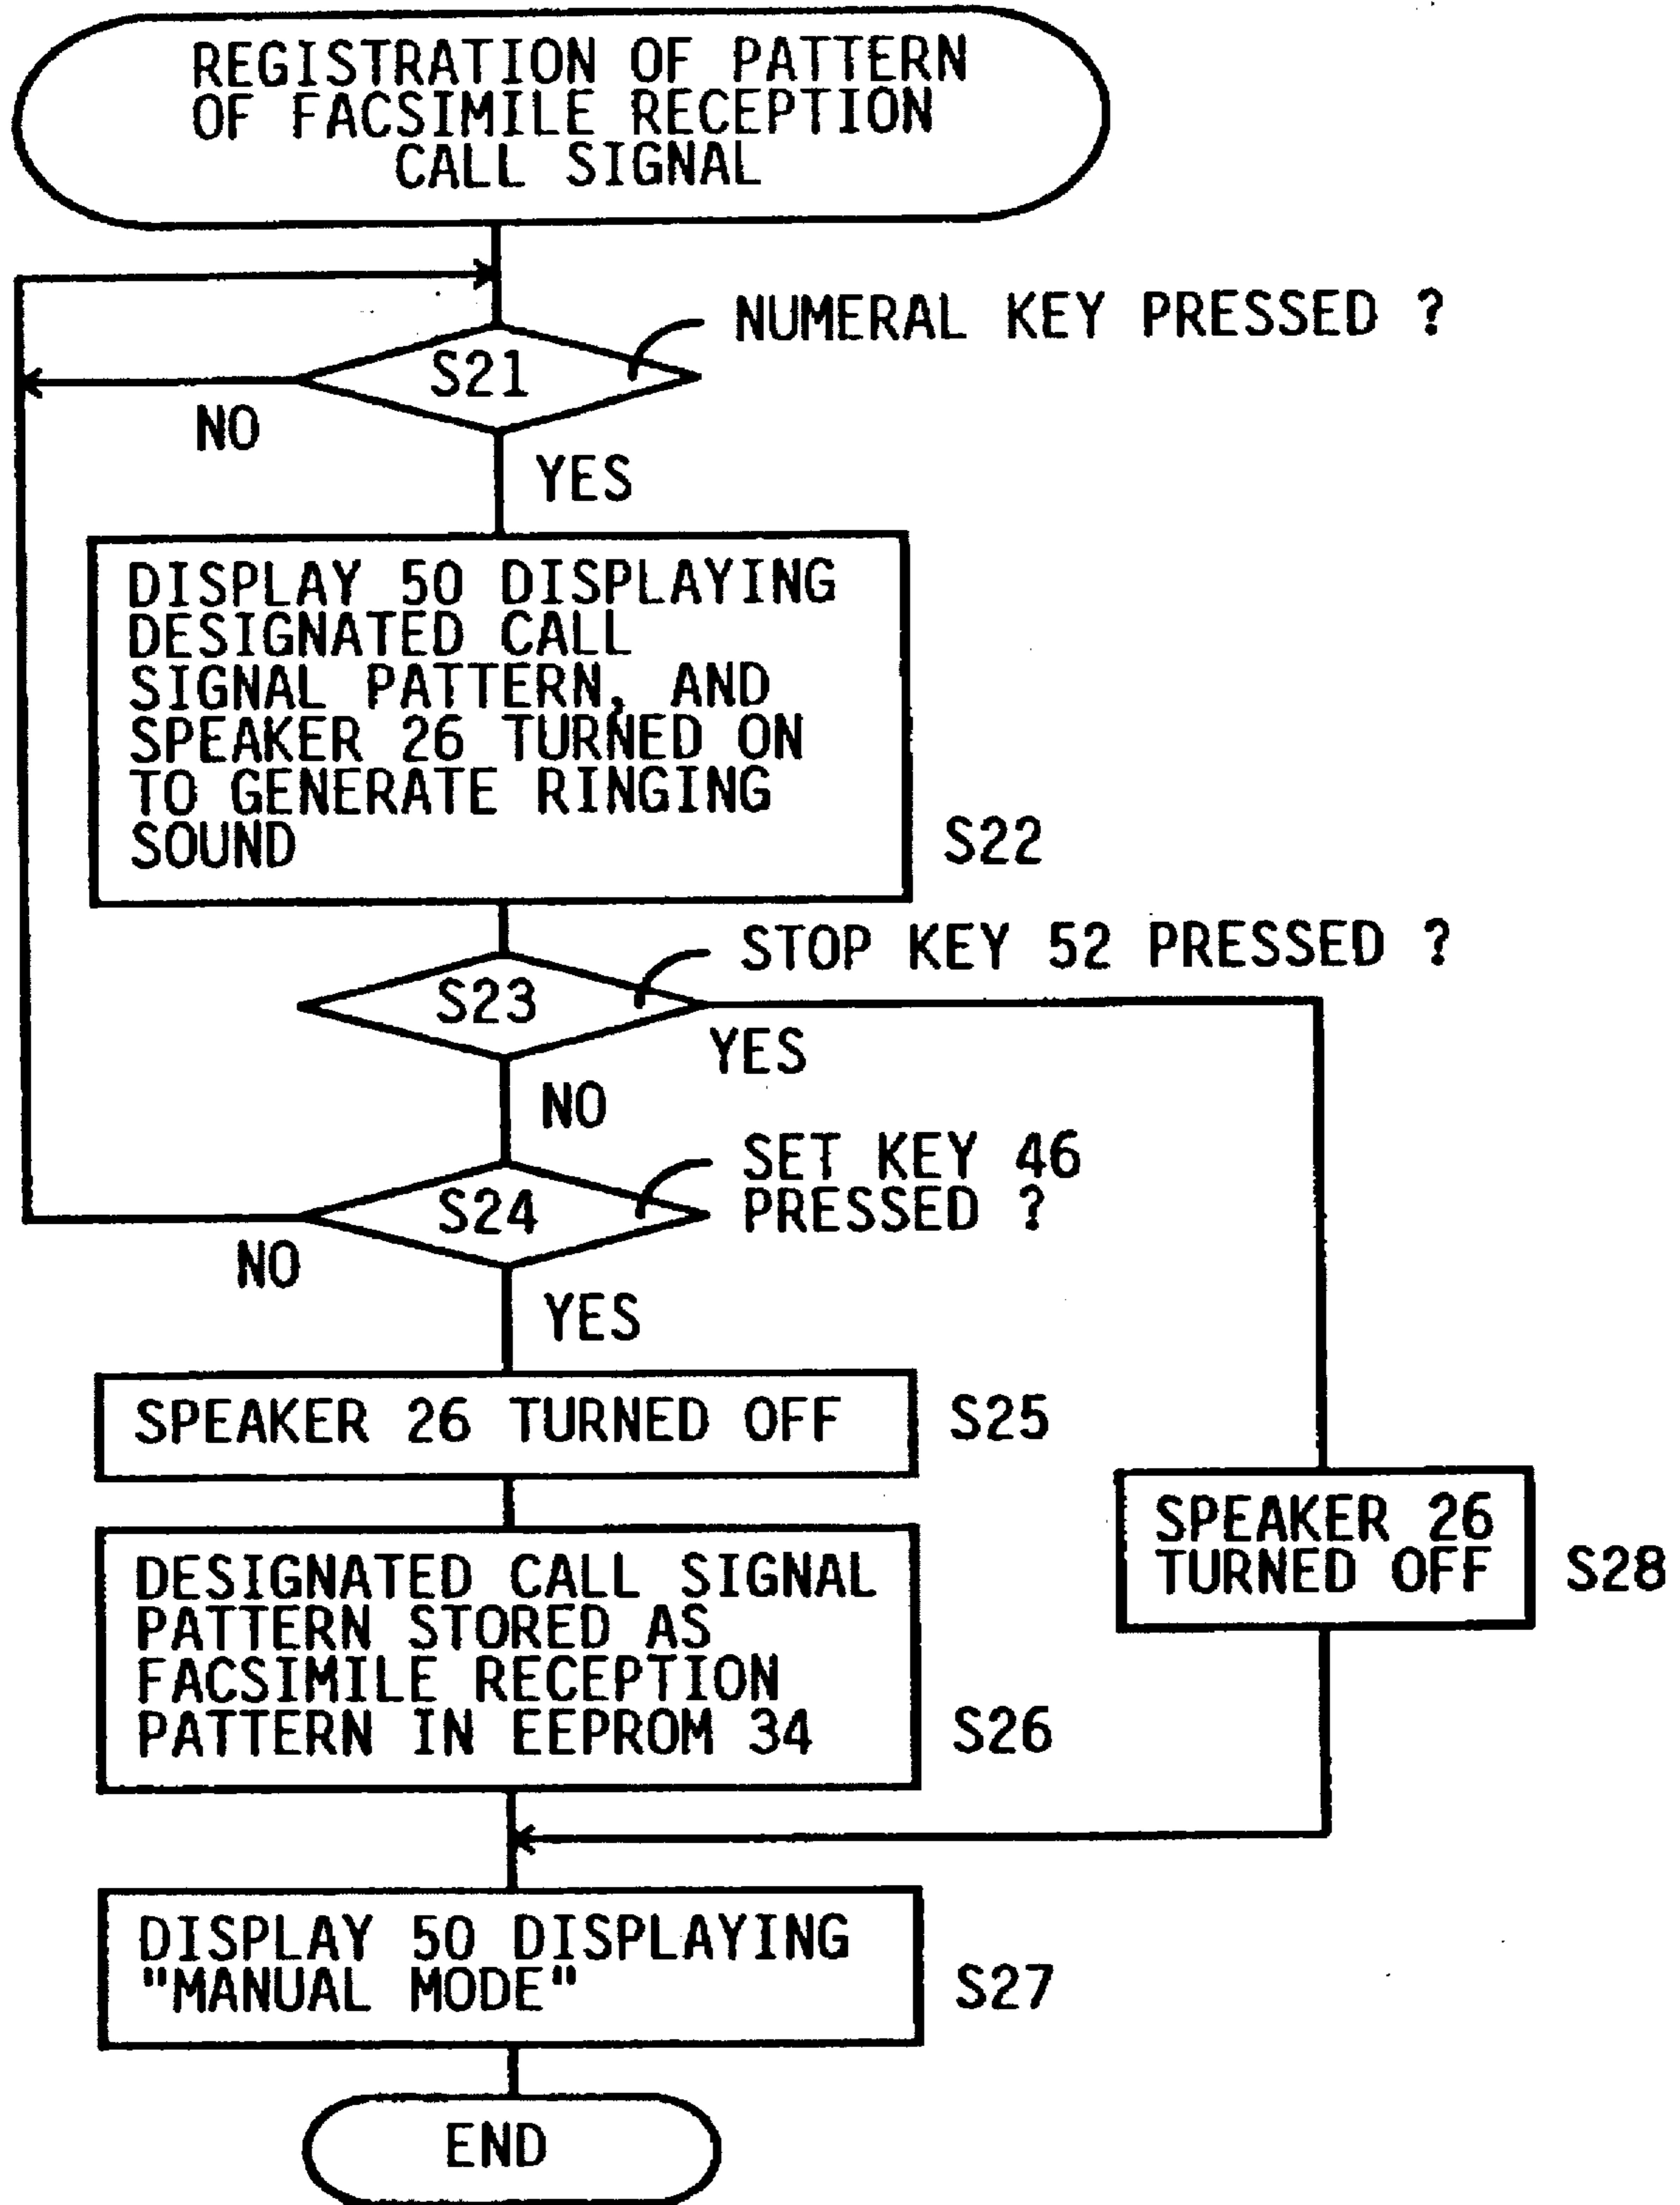 REGISTRATION OF PATTERN
OF FACSIMILE RECEPTION
CALL SIGNAL
NUMERAL KEY PRESSED ?
S21
NO
YES
DISPLAY 50 DISPLAYING
DESIGNATED CALL
SIGNAL PATTERN, AND
SPEAKER 26 TURNED ON
TO GENERATE RINGING
SOUND
S22
STOP KEY 52 PRESSED ?
S23
YES
NO
SET KEY 46
PRESSED ?
S24
NO
YES
SPEAKER 26 TURNED OFF
S25
SPEAKER 26
TURNED OFF
S28
DESIGNATED CALL SIGNAL
PATTERN STORED AS
FACSIMILE RECEPTION
PATTERN IN EEPROM 34
S26
DISPLAY 50 DISPLAYING
"MANUAL MODE"
S27
END